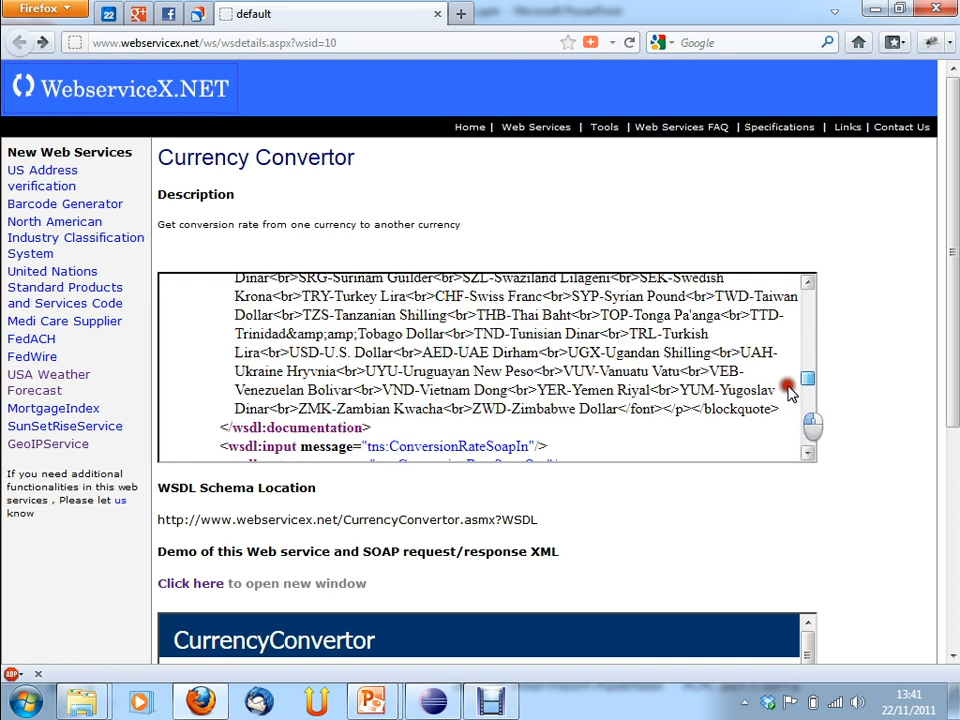 Firefox
22
default
www.webservicex.net/ws/wsdetails.aspx?wsid=10
Google
WebserviceX.NET
Home | Web Services | Tools | Web Services FAQ | Specifications | Links | Contact Us
New Web Services
US Address
verification
Barcode Generator
North American
Industry Classification
System
United Nations
Standard Products
and Services Code
Medi Care Supplier
FedACH
FedWire
USA Weather
Forecast
MortgageIndex
SunSetRiseService
GeoIPService
If you need additional
functionalities in this web
services , Please let us
know
Currency Convertor
Description
Get conversion rate from one currency to another currency
Dinar<br>SRG-Surinam Guilder<br>SZL-Swaziland Lilageni<br>SEK-Swedish
Krona<br>TRY-Turkey Lira<br>CHF-Swiss Franc<br>SYP-Syrian Pound<br>TWD-Taiwan
Dollar<br>TZS-Tanzanian Shilling<br>THB-Thai Baht<br>TOP-Tonga Pa'anga<br>TTD-
Trinidad&amp;amp;Tobago Dollar<br>TND-Tunisian Dinar<br>TRL-Turkish
Lira<br>USD-U.S. Dollar<br>AED-UAE Dirham<br>UGX-Ugandan Shilling<br>UAH-
Ukraine Hryvnia<br>UYU-Uruguayan New Peso<br>VUV-Vanuatu Vatu<br>VEB-
Venezuelan Bolivar<br>VND-Vietnam Dong<br>YER-Yemen Riyal<br>YUM-Yugoslav
Dinar<br>ZMK-Zambian Kwacha<br>ZWD-Zimbabwe Dollar</font></p></blockquote>
</wsdl:documentation>
<wsdl:input message="tns:ConversionRateSoapIn"/>
WSDL Schema Location
http://www.webservicex.net/CurrencyConvertor.asmx?WSDL
Demo of this Web service and SOAP request/response XML
Click here to open new window
CurrencyConvertor
ABP
13:41
22/11/2011